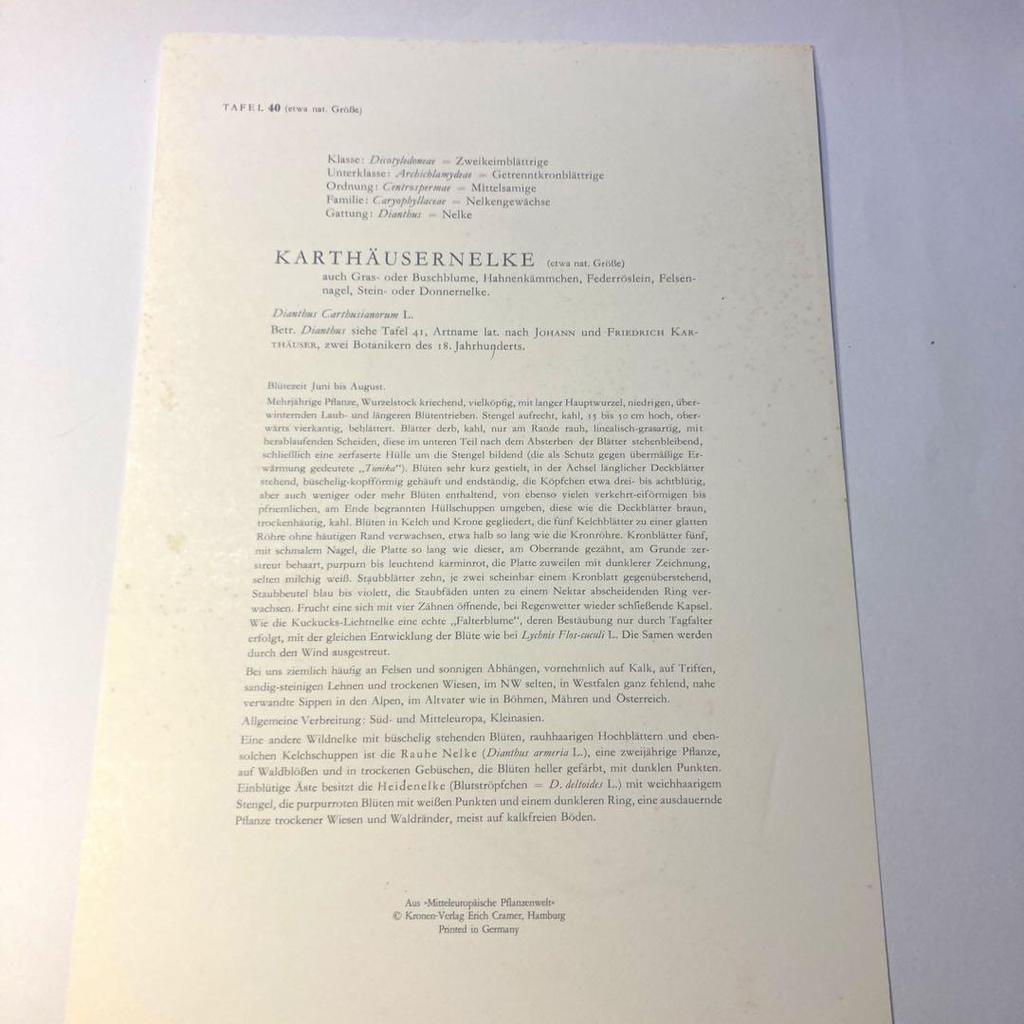 TAFEL 40 (etwa nat. Größe)
Klasse: Dicotyledoneae = Zweikeimblättrige
Unterklasse: Archichlamydeae = Getrenntkronblättrige
Ordnung: Centrospermae = Mittelsamige
Familie: Caryophyllaceae = Nelkengewächse
Gattung: Dianthus = Nelke
KARTHÄUSERNELKE (etwa nat. Größe)
auch Gras- oder Buschblume, Hahnenkämmchen, Federröslein, Felsen-
nagel, Stein- oder Donnernelke.
Dianthus Carthusianorum L.
Betr. Dianthus siehe Tafel 41, Artname lat. nach JOHANN und FRIEDRICH KAR-
THÄUSER, zwei Botanikern des 18. Jahrhunderts.
Blütezeit Juni bis August.
Mehrjährige Pflanze, Wurzelstock kriechend, vielköpfig, mit langer Hauptwurzel, niedrigen, über-
winternden Laub- und längeren Blütentrieben. Stengel aufrecht, kahl, 15 bis 50 cm hoch, ober-
wärts vierkantig, beblättert. Blätter derb, kahl, nur am Rande rauh, linealisch-grasartig, mit
herablaufenden Scheiden, diese im unteren Teil nach dem Absterben der Blätter stehenbleibend,
schließlich eine zerfaserte Hülle um die Stengel bildend (die als Schutz gegen übermäßige Er-
wärmung gedeutete „Tunika"). Blüten sehr kurz gestielt, in der Achsel länglicher Deckblätter
stehend, büschelig-kopfförmig gehäuft und endständig, die Köpfchen etwa drei- bis achtblütig,
aber auch weniger oder mehr Blüten enthaltend, von ebenso vielen verkehrt-eiförmigen bis
pfriemlichen, am Ende begrannten Hüllschuppen umgeben, diese wie die Deckblätter braun,
trockenhäutig, kahl. Blüten in Kelch und Krone gegliedert, die fünf Kelchblätter zu einer glatten
Röhre ohne häutigen Rand verwachsen, etwa halb so lang wie die Kronröhre. Kronblätter fünf,
mit schmalem Nagel, die Platte so lang wie dieser, am Oberrande gezähnt, am Grunde zer-
streut behaart, purpurn bis leuchtend karminrot, die Platte zuweilen mit dunklerer Zeichnung,
selten milchig weiß. Staubblätter zehn, je zwei scheinbar einem Kronblatt gegenüberstehend,
Staubbeutel blau bis violett, die Staubfäden unten zu einem Nektar abscheidenden Ring ver-
wachsen. Frucht eine sich mit vier Zähnen öffnende, bei Regenwetter wieder schließende Kapsel.
Wie die Kuckucks-Lichtnelke eine echte „Falterblume", deren Bestäubung nur durch Tagfalter
erfolgt, mit der gleichen Entwicklung der Blüte wie bei Lychnis Flos-cuculi L. Die Samen werden
durch den Wind ausgestreut.
Bei uns ziemlich häufig an Felsen und sonnigen Abhängen, vornehmlich auf Kalk, auf Triften,
sandig-steinigen Lehnen und trockenen Wiesen, im NW selten, in Westfalen ganz fehlend, nahe
verwandte Sippen in den Alpen, im Altvater wie in Böhmen, Mähren und Österreich.
Allgemeine Verbreitung: Süd- und Mitteleuropa, Kleinasien.
Eine andere Wildnelke mit büschelig stehenden Blüten, rauhhaarigen Hochblättern und eben-
solchen Kelchschuppen ist die Rauhe Nelke (Dianthus armeria L.), eine zweijährige Pflanze,
auf Waldblößen und in trockenen Gebüschen, die Blüten heller gefärbt, mit dunklen Punkten.
Einblütige Äste besitzt die Heidenelke (Blutströpfchen = D. deltoides L.) mit weichhaarigem
Stengel, die purpurroten Blüten mit weißen Punkten und einem dunkleren Ring, eine ausdauernde
Pflanze trockener Wiesen und Waldränder, meist auf kalkfreien Böden.
Aus »Mitteleuropäische Pflanzenwelt«
© Kronen-Verlag Erich Cramer, Hamburg
Printed in Germany